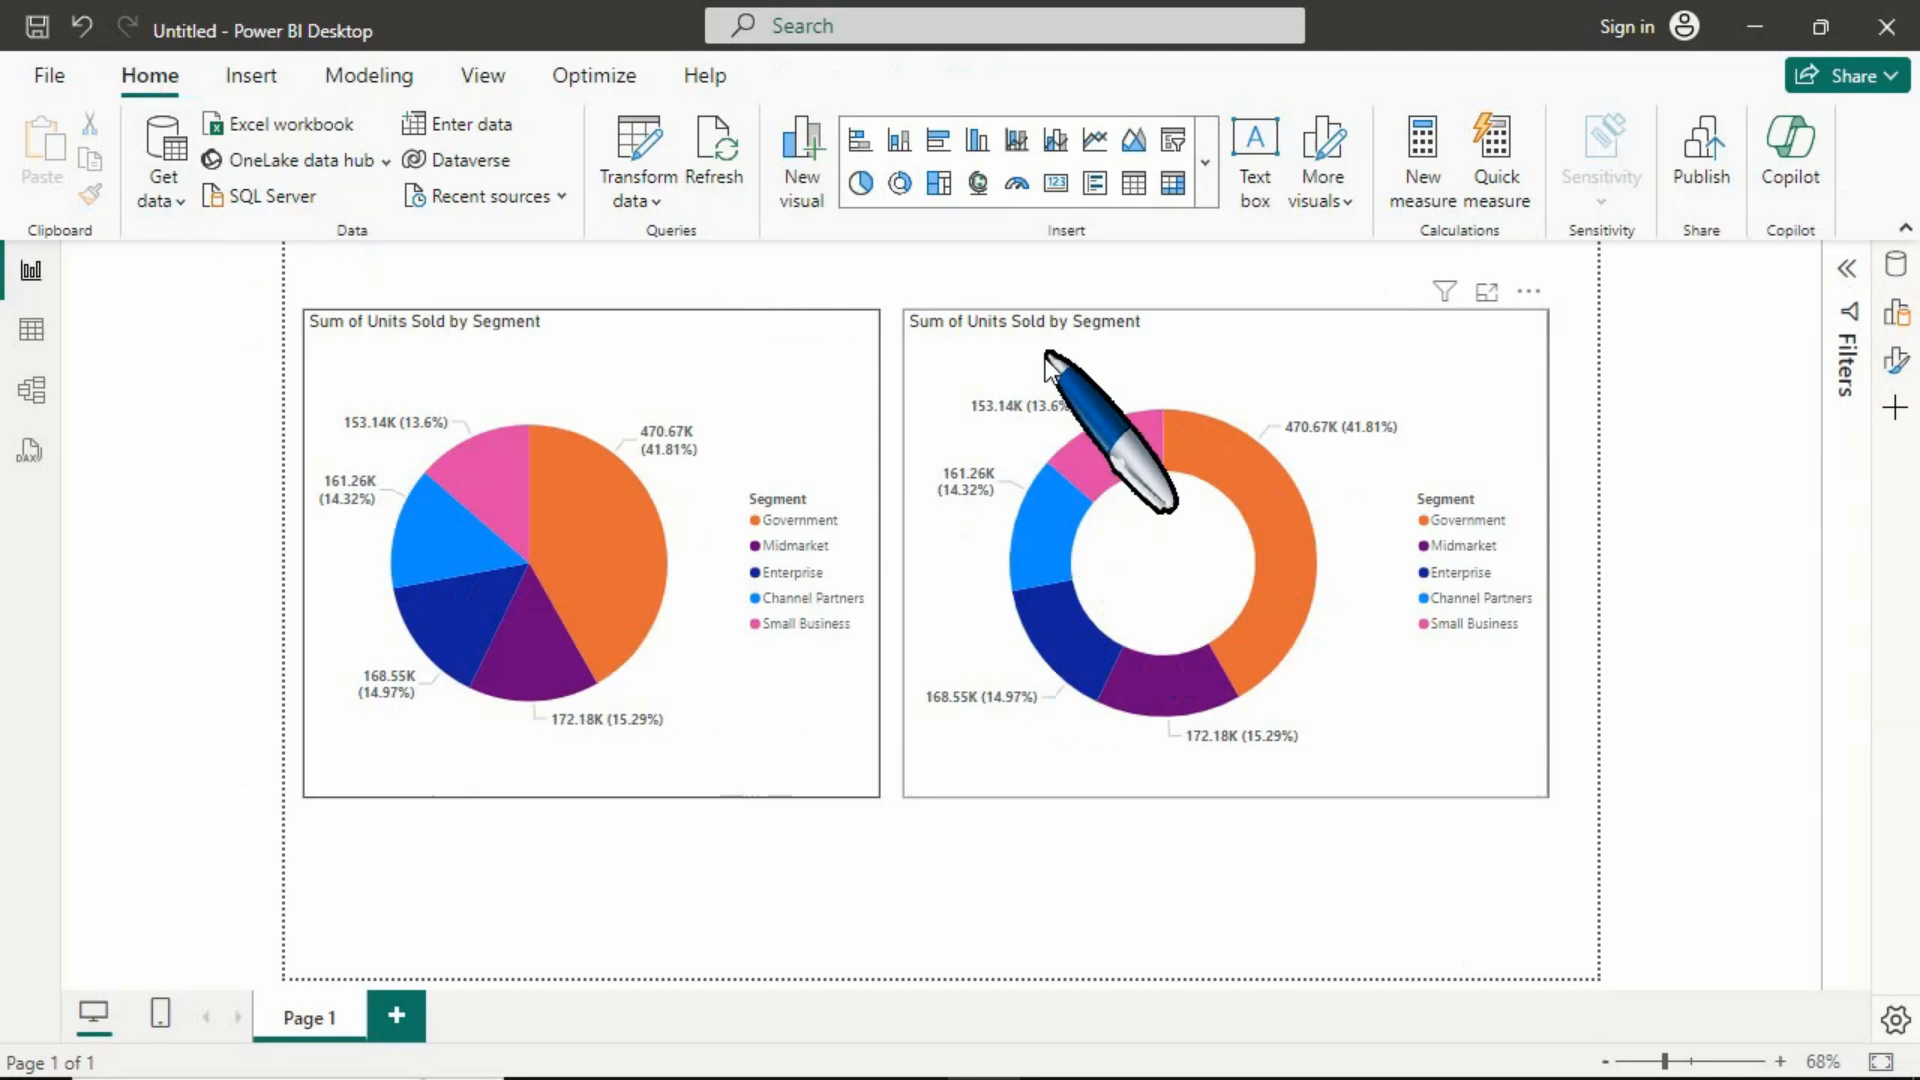 Untitled - Power BI Desktop
Search
Sign in
File
Home
Insert
Modeling
View
Optimize
Help
Share
Paste
Clipboard
Get
data
Excel workbook
OneLake data hub
SQL Server
Enter data
Dataverse
Recent sources
Data
Transform
data
Refresh
Queries
New
visual
123
A
Text
box
More
visuals
Insert
New
measure
Quick
measure
Calculations
Sensitivity
Sensitivity
Publish
Share
Copilot
Copilot
DAX
Sum of Units Sold by Segment
153.14K (13.6%)
470.67K
(41.81%)
161.26K
(14.32%)
168.55K
(14.97%)
172.18K (15.29%)
Segment
Government
Midmarket
Enterprise
Channel Partners
Small Business
Sum of Units Sold by Segment
153.14K (13.6%
470.67K (41.81%)
161.26K
(14.32%)
168.55K (14.97%)
172.18K (15.29%)
Segment
Government
Midmarket
Enterprise
Channel Partners
Small Business
Filters
Page 1
Page 1 of 1
68%